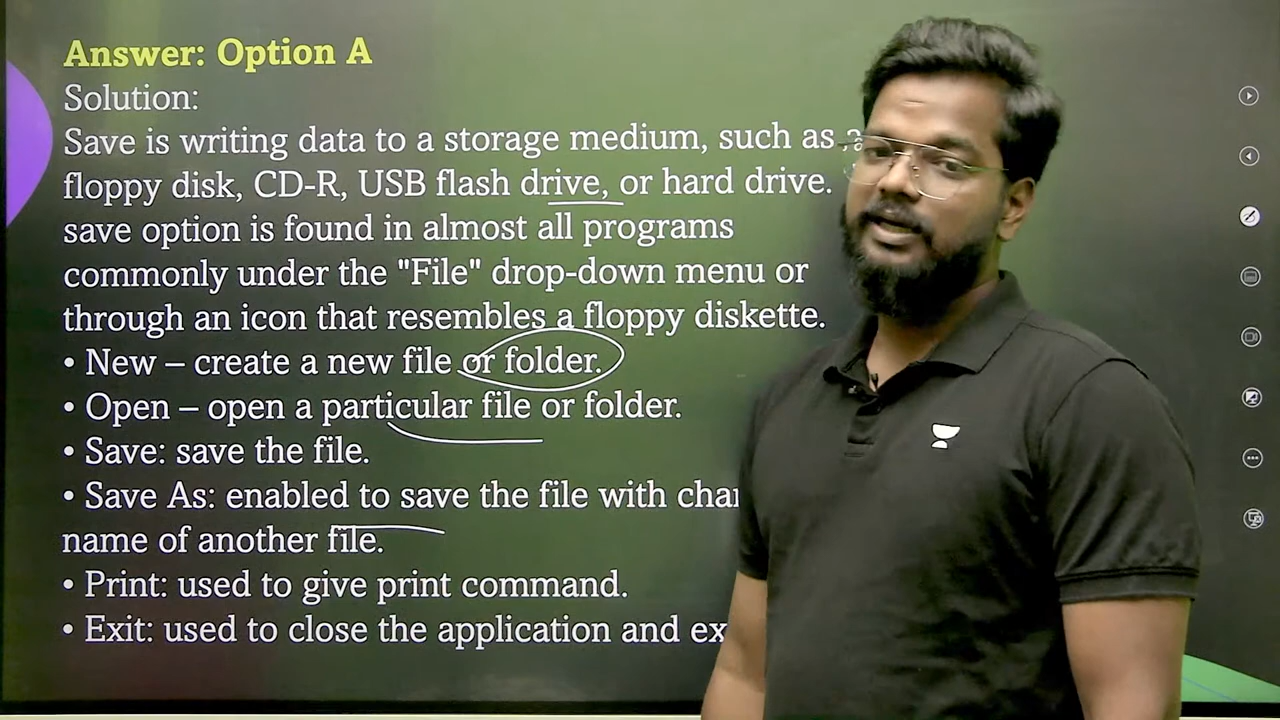 Answer: Option A
Solution:
Save is writing data to a storage medium, such as a
floppy disk, CD-R, USB flash drive, or hard drive.
save option is found in almost all programs
commonly under the "File" drop-down menu or
through an icon that resembles a floppy diskette.
• New – create a new file or folder.
• Open – open a particular file or folder.
• Save: save the file.
• Save As: enabled to save the file with
name of another file.
• Print: used to give print command.
• Exit: used to close the application and